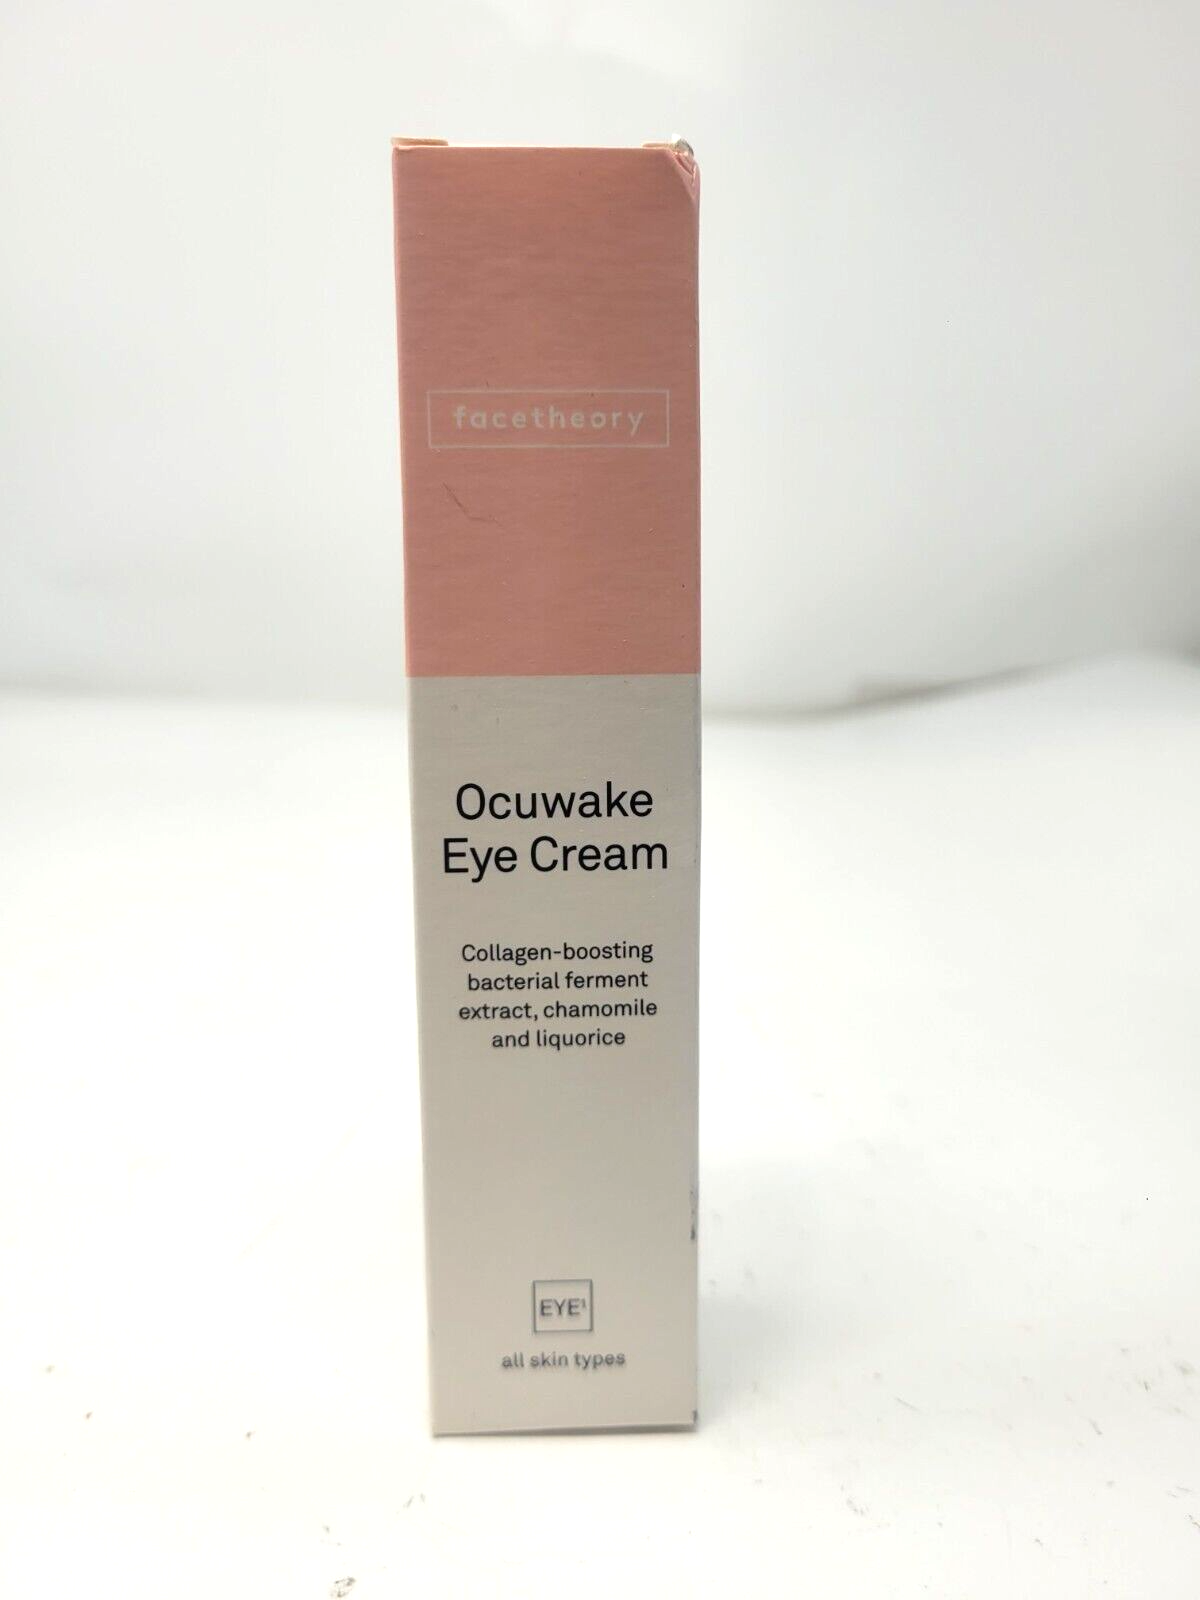 facetheory
Ocuwake
Eye Cream
Collagen-boosting
bacterial ferment
extract, chamomile
and liquorice
EYE¹
all skin types